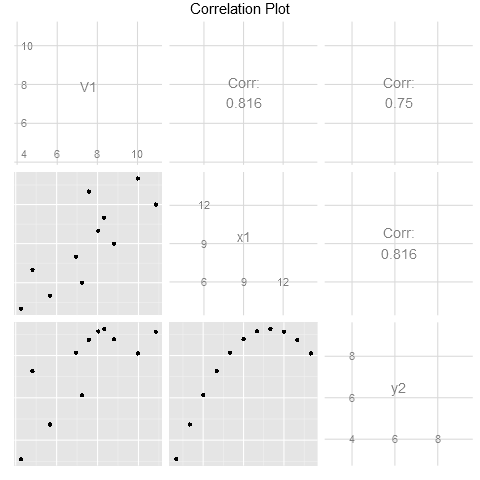 Correlation Plot
10
8
6
V1
4 6 8 10
Corr:
0.816
Corr:
0.75
12
9
x1
6 9 12
Corr:
0.816
8
6
y2
4 4 6 8